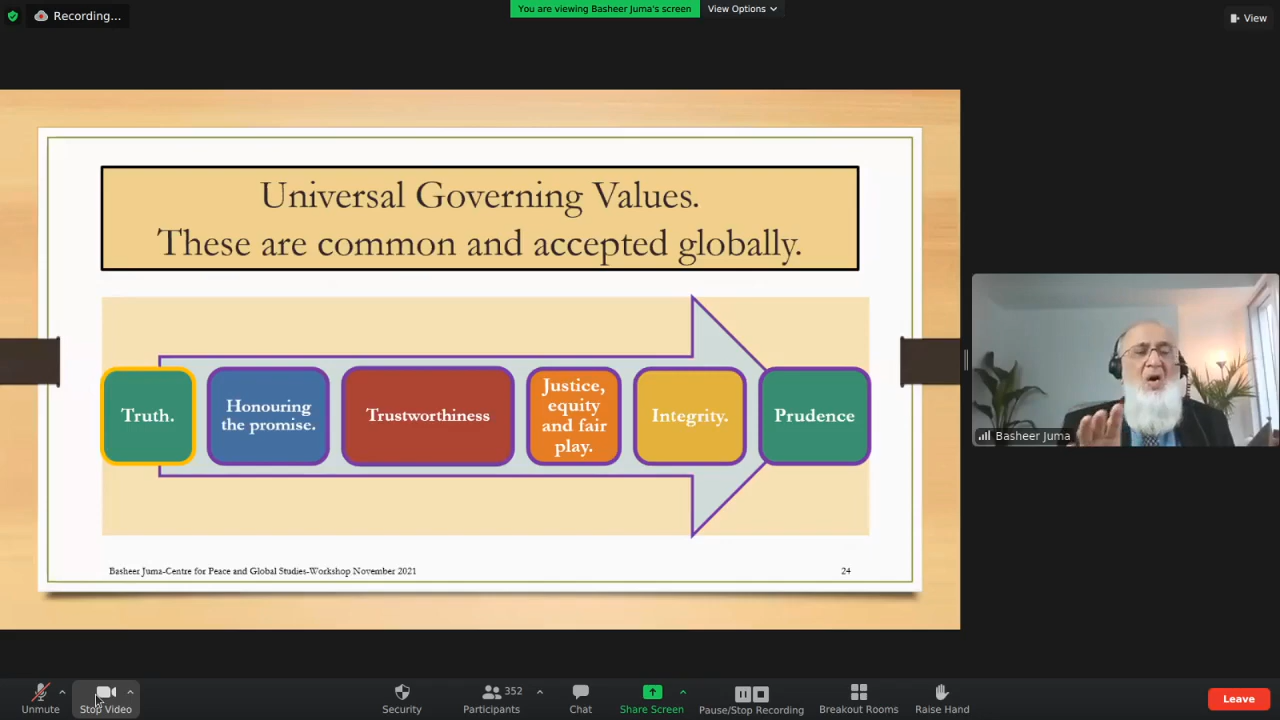 Recording...
You are viewing Basheer Juma's screen
View Options
View
Universal Governing Values.
These are common and accepted globally.
Truth.
Honouring
the promise.
Trustworthiness
Justice,
equity
and fair
play.
Integrity.
Prudence
Basheer Juma-Centre for Peace and Global Studies-Workshop November 2021
24
Basheer Juma
Unmute
Stop Video
Security
352
Participants
Chat
Share Screen
Pause/Stop Recording
Breakout Rooms
Raise Hand
Leave